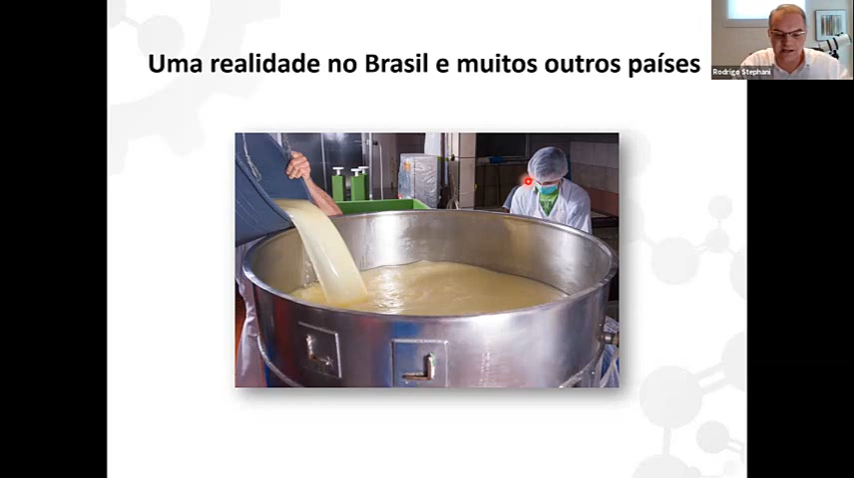 Uma realidade no Brasil e muitos outros países
Rodrigo Stephani